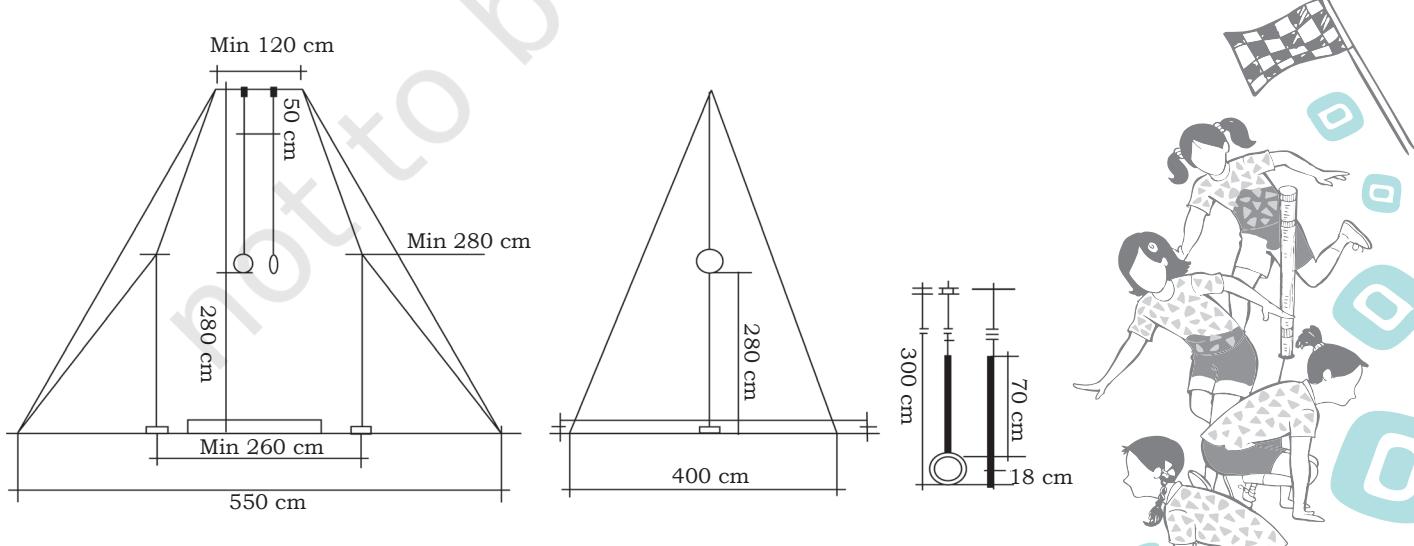 Min 120 cm
50 cm
Min 280 cm
280 cm
Min 260 cm
550 cm
280 cm
400 cm
300 cm
70 cm
18 cm
not to b